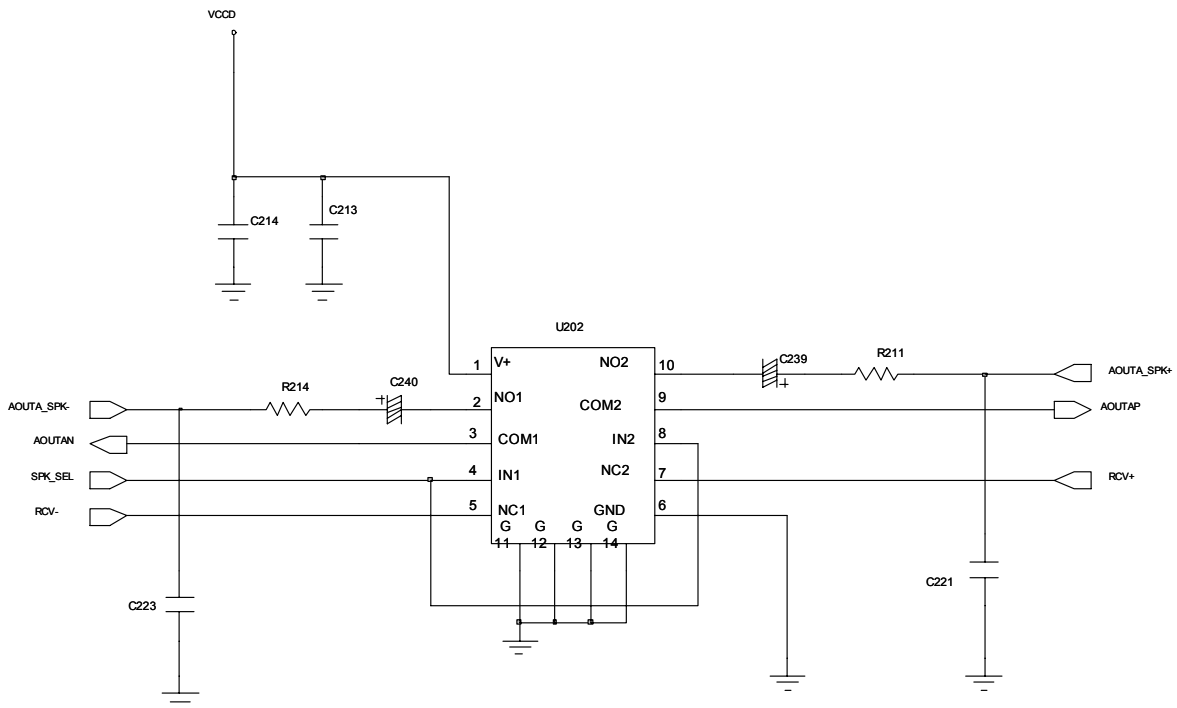 VCCD
C214
C213
U202
1
V+
NO2
10
C239
R211
AOUTA_SPK+
AOUTA_SPK-
R214
+
C240
2
NO1
COM2
9
+
AOUTAP
AOUTAN
3
COM1
IN2
8
SPK_SEL
4
IN1
NC2
7
RCV+
RCV-
5
NC1
GND
6
G
G
G
G
11
12
13
14
C223
C221